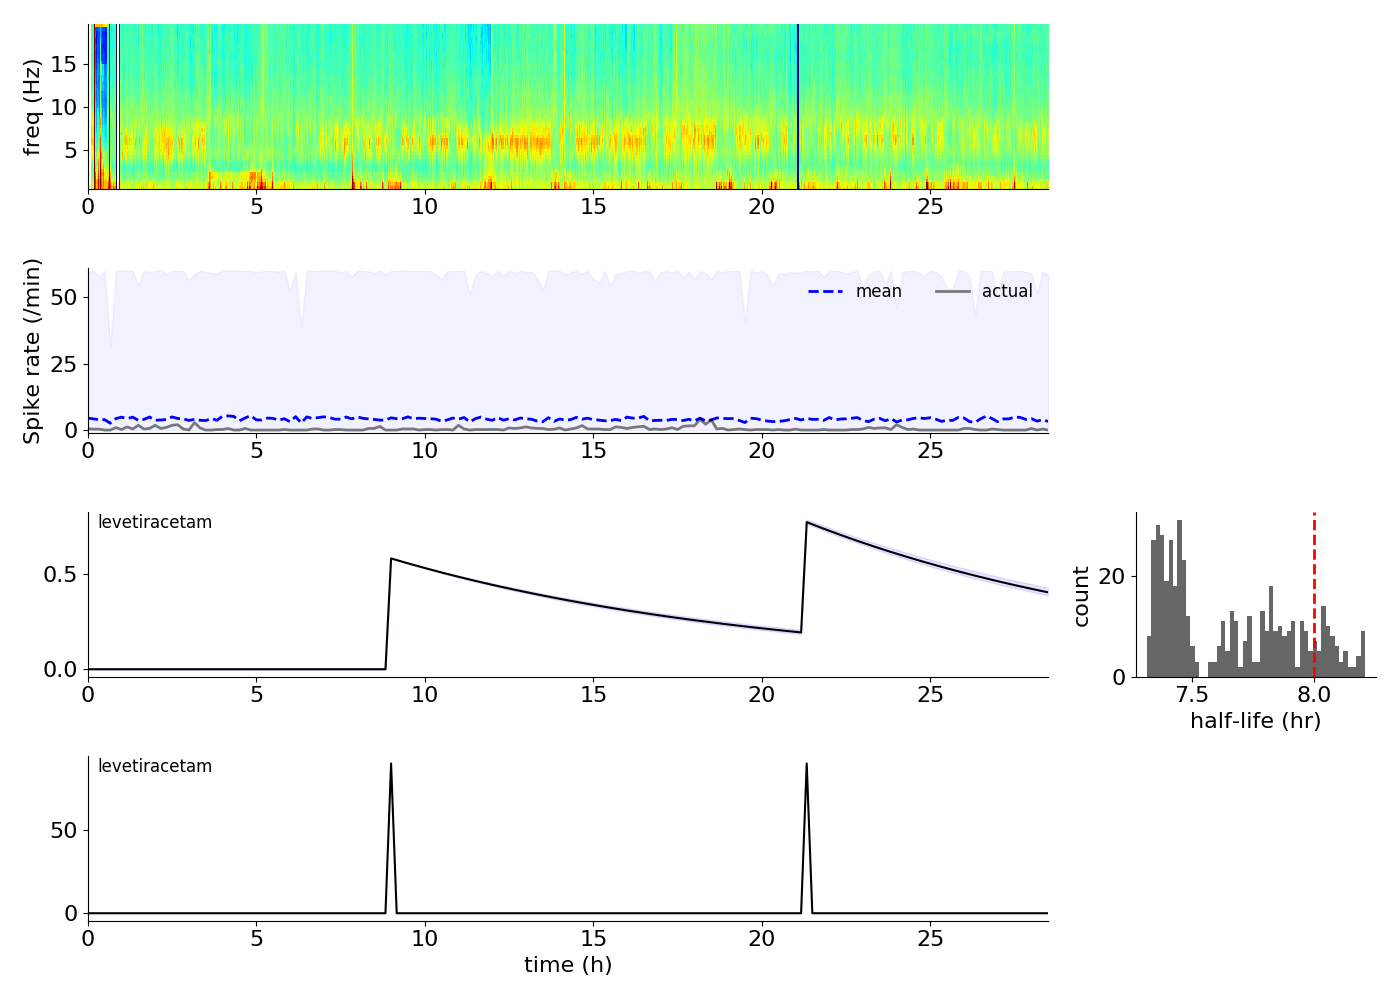 freq (Hz)
15
10
5
0 5 10 15 20 25
Spike rate (/min)
50
25
0
mean actual
0 5 10 15 20 25
levetiracetam
0.5
0.0
0 5 10 15 20 25
count
20
0
7.5 8.0
half-life (hr)
levetiracetam
50
0
0 5 10 15 20 25
time (h)